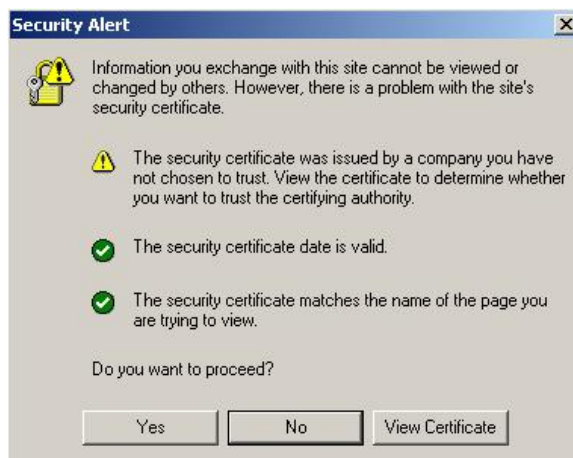 Security Alert
Information you exchange with this site cannot be viewed or
changed by others. However, there is a problem with the site's
security certificate.
The security certificate was issued by a company you have
not chosen to trust. View the certificate to determine whether
you want to trust the certifying authority.
The security certificate date is valid.
The security certificate matches the name of the page you
are trying to view.
Do you want to proceed?
Yes No View Certificate